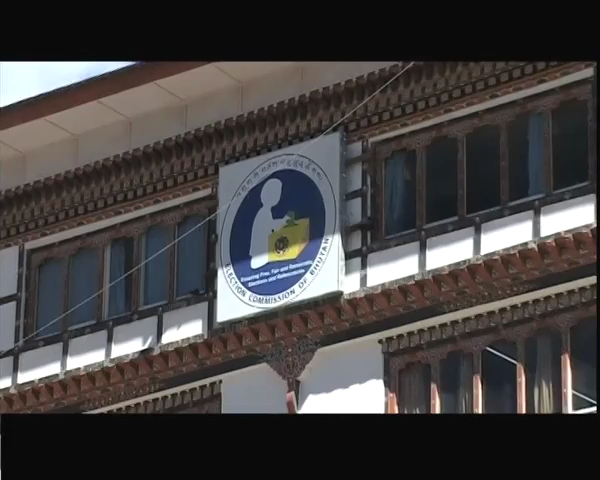 Ensuring Free, Fair and Democratic
Elections and Referendums
ELECTION COMMISSION OF BHUTAN